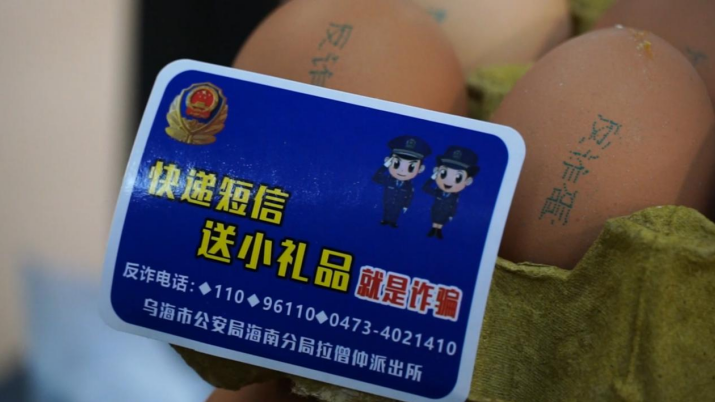 反诈
反诈蛋
快递短信
送小礼品 就是诈骗
反诈电话：◆110◆96110◆0473-4021410
乌海市公安局海南分局拉僧仲派出所